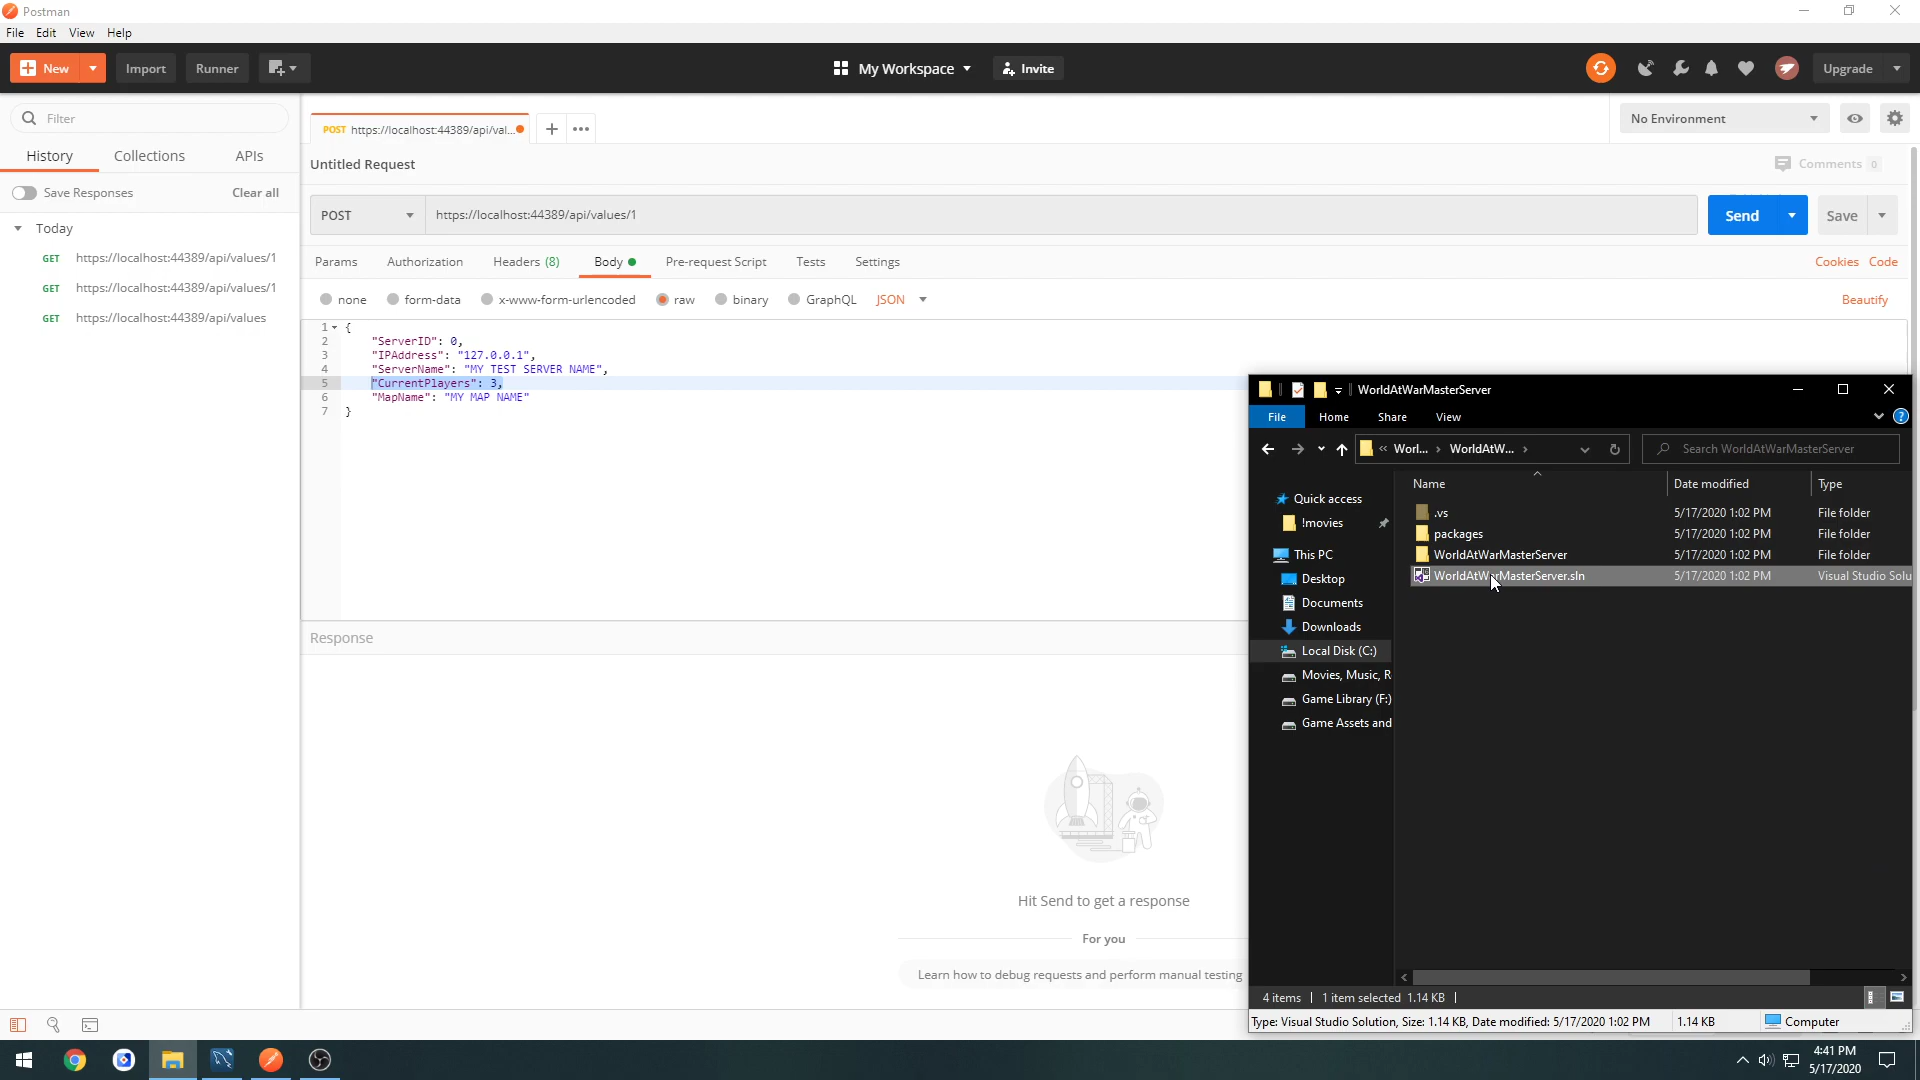 Postman
File Edit View Help
New Import Runner My Workspace Invite Upgrade
Filter
History Collections APIs
Save Responses Clear all
Today
GET https://localhost:44389/api/values/1
GET https://localhost:44389/api/values/1
GET https://localhost:44389/api/values
POST https://localhost:44389/api/val...
No Environment
Untitled Request
Comments 0
POST https://localhost:44389/api/values/1 Send Save
Params Authorization Headers (8) Body Pre-request Script Tests Settings Cookies Code
none form-data x-www-form-urlencoded raw binary GraphQL JSON Beautify
1 {
2 "ServerID": 0,
3 "IPAddress": "127.0.0.1",
4 "ServerName": "MY TEST SERVER NAME",
5 "CurrentPlayers": 3,
6 "MapName": "MY MAP NAME"
7 }
Response
Hit Send to get a response
For you
Learn how to debug requests and perform manual testing
WorldAtWarMasterServer
File Home Share View
« Worl... › WorldAtW... › Search WorldAtWarMasterServer
Quick access
!movies
This PC
Desktop
Documents
Downloads
Local Disk (C:)
Movies, Music, R
Game Library (F:)
Game Assets and
Name Date modified Type
.vs 5/17/2020 1:02 PM File folder
packages 5/17/2020 1:02 PM File folder
WorldAtWarMasterServer 5/17/2020 1:02 PM File folder
WorldAtWarMasterServer.sln 5/17/2020 1:02 PM Visual Studio Solu
4 items 1 item selected 1.14 KB
Type: Visual Studio Solution, Size: 1.14 KB, Date modified: 5/17/2020 1:02 PM 1.14 KB Computer
4:41 PM
5/17/2020